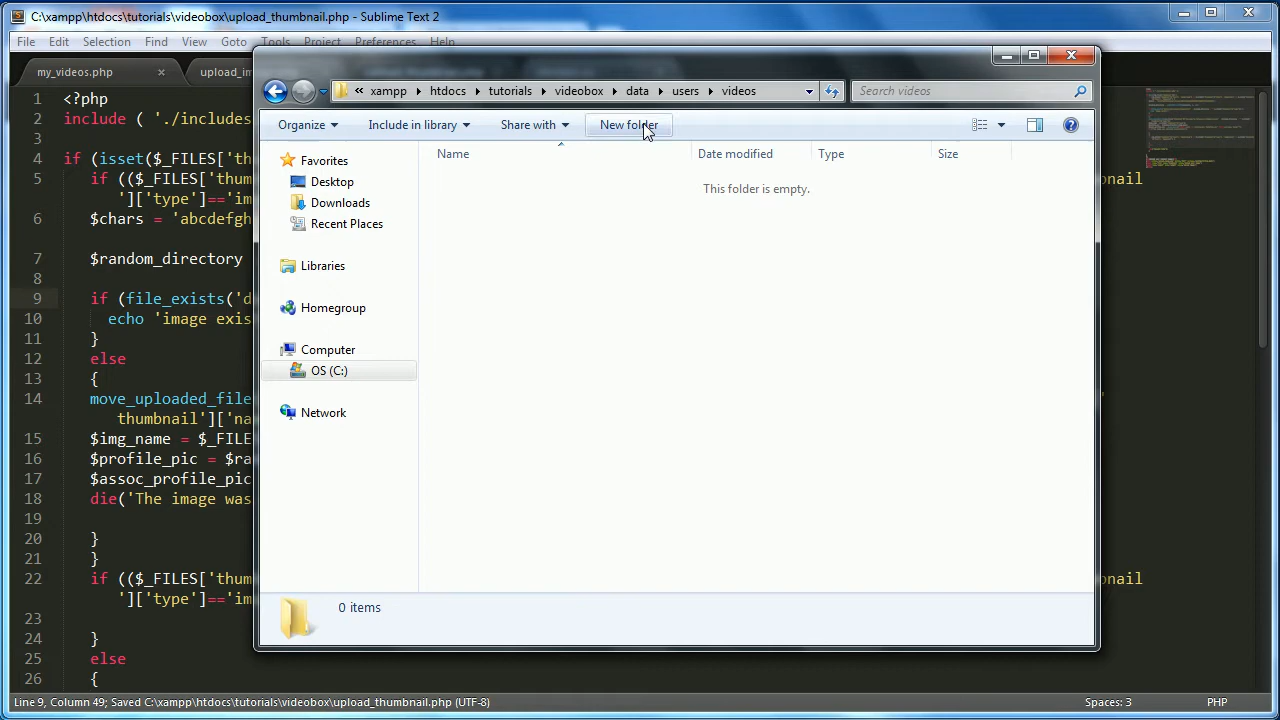 C:\xampp\htdocs\tutorials\videobox\upload_thumbnail.php - Sublime Text 2
File Edit Selection Find View Goto Tools Project Preferences Help
my_videos.php × upload_im
xampp htdocs tutorials videobox data users videos Search videos
Organize Include in library are with New folder
Favorites
Desktop
Downloads
Recent Places
Libraries
Homegroup
Computer
OS (C:)
Network
Name Date modified Type Size
This folder is empty.
0 items
1 <?php
2 include ( './includes
3
4 if (isset($_FILES['th
5 if (($_FILES['thum nail
']['type']=='im
6 $chars = 'abcdefgh
7 $random_directory
8
9 if (file_exists('d
10 echo 'image exis
11 }
12 else
13 {
14 move_uploaded_file
thumbnail']['na
15 $img_name = $_FILE
16 $profile_pic = $ra
17 $assoc_profile_pic
18 die('The image was
19
20 }
21 }
22 if (($_FILES['thum nail
']['type']=='im
23
24 }
25 else
26 {
Line 9, Column 49; Saved C:\xampp\htdocs\tutorials\videobox\upload_thumbnail.php (UTF-8) Spaces: 3 PHP